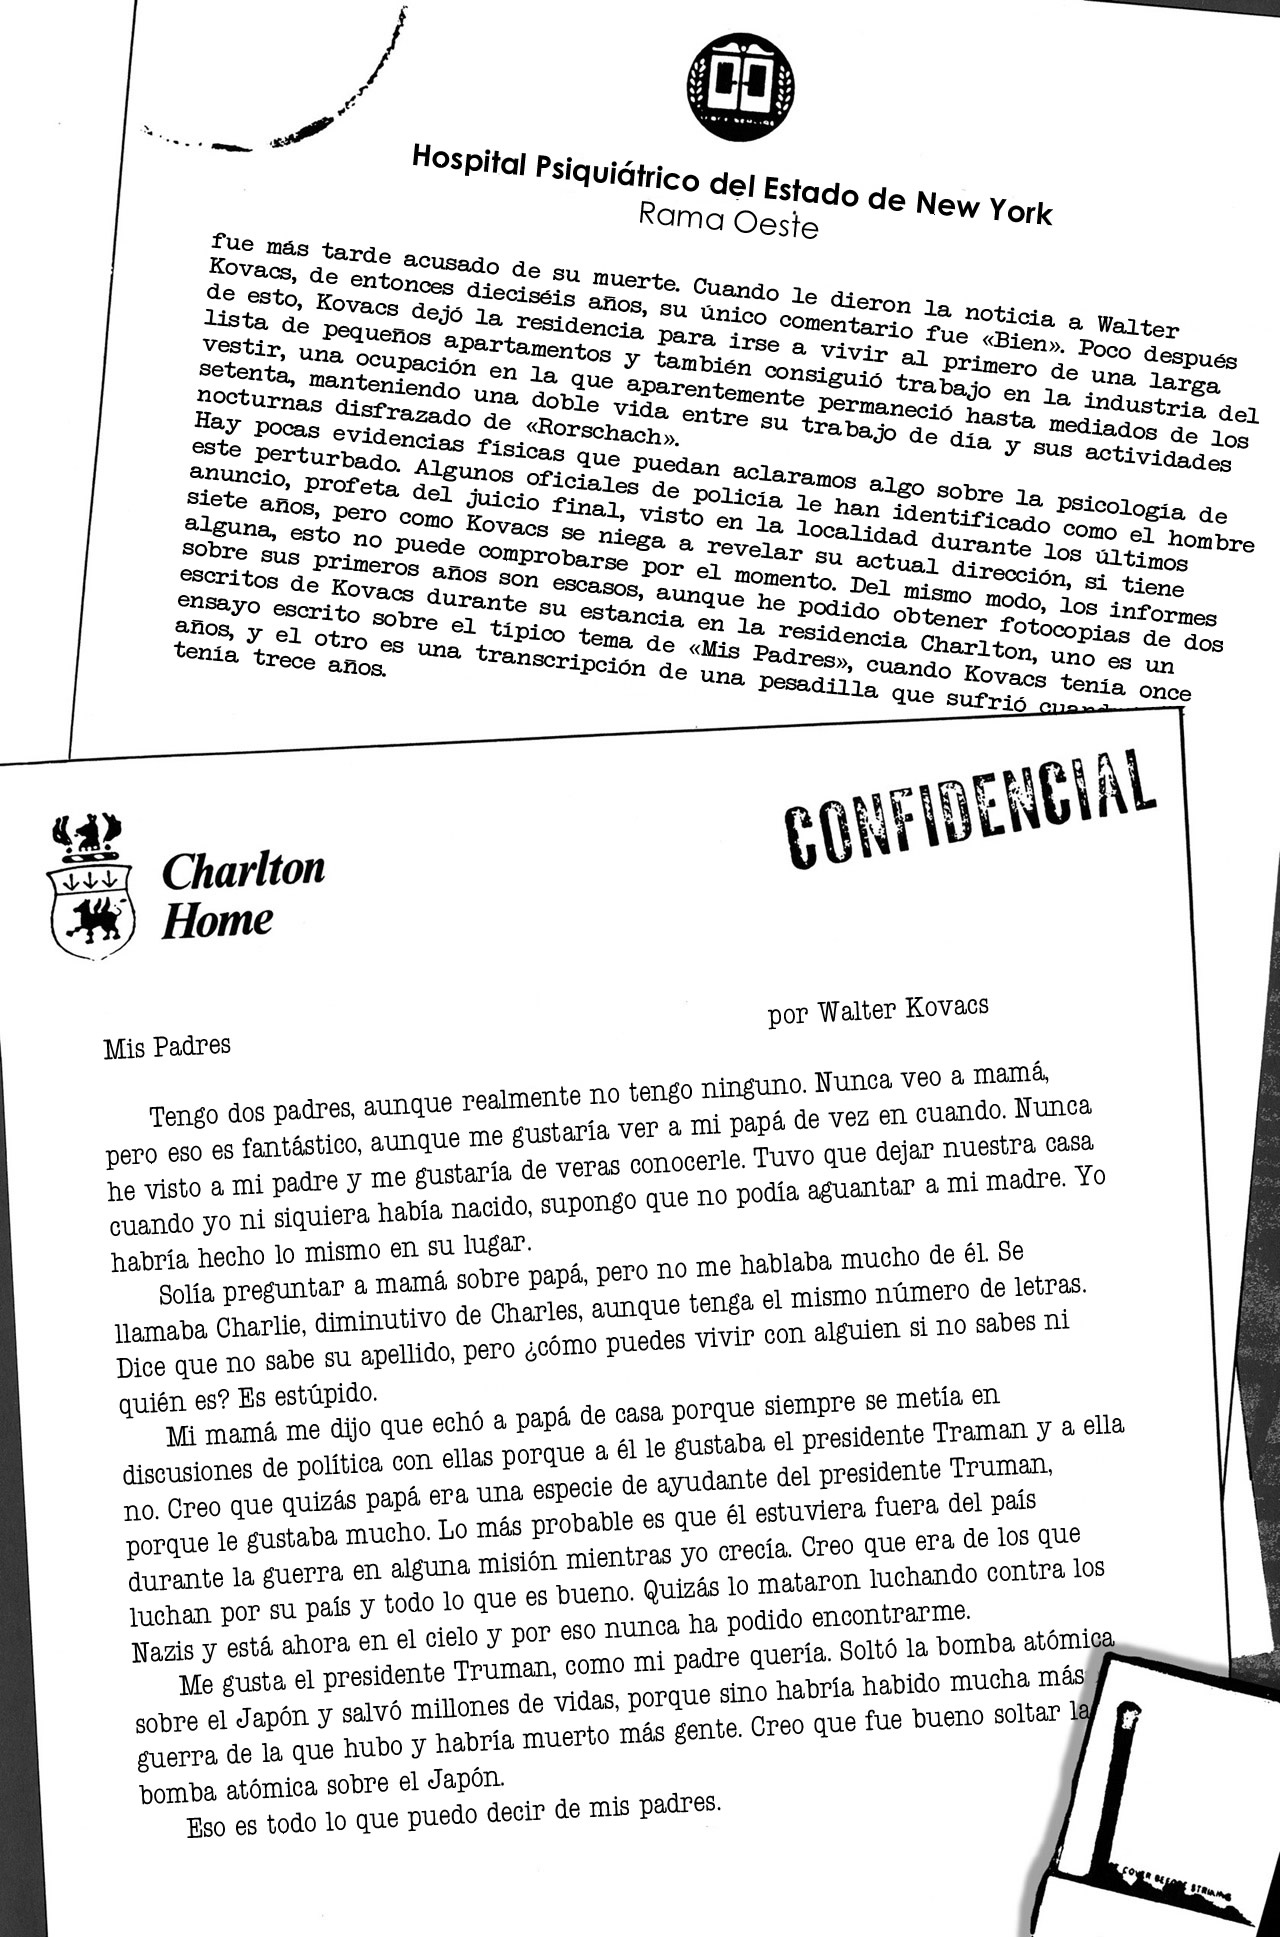 Hospital Psiquiátrico del Estado de New York
Rama Oeste
fue más tarde acusado de su muerte. Cuando le dieron la noticia a Walter
Kovacs, de entonces dieciséis años, su único comentario fue «Bien». Poco después
de esto, Kovacs dejó la residencia para irse a vivir al primero de una larga
lista de pequeños apartamentos y también consiguió trabajo en la industria del
vestir, una ocupación en la que aparentemente permaneció hasta mediados de los
setenta, manteniendo una doble vida entre su trabajo de día y sus actividades
nocturnas disfrazado de «Rorschach».
Hay pocas evidencias físicas que puedan aclaramos algo sobre la psicología de
este perturbado. Algunos oficiales de policía le han identificado como el hombre
anuncio, profeta del juicio final, visto en la localidad durante los últimos
siete años, pero como Kovacs se niega a revelar su actual dirección, si tiene
alguna, esto no puede comprobarse por el momento. Del mismo modo, los informes
sobre sus primeros años son escasos, aunque he podido obtener fotocopias de dos
escritos de Kovacs durante su estancia en la residencia Charlton, uno es un
ensayo escrito sobre el típico tema de «Mis Padres», cuando Kovacs tenía once
años, y el otro es una transcripción de una pesadilla que sufrió cuando
tenía trece años.
CONFIDENCIAL
Charlton
Home
por Walter Kovacs
Mis Padres
Tengo dos padres, aunque realmente no tengo ninguno. Nunca veo a mamá,
pero eso es fantástico, aunque me gustaría ver a mi papá de vez en cuando. Nunca
he visto a mi padre y me gustaría de veras conocerle. Tuvo que dejar nuestra casa
cuando yo ni siquiera había nacido, supongo que no podía aguantar a mi madre. Yo
habría hecho lo mismo en su lugar.
Solía preguntar a mamá sobre papá, pero no me hablaba mucho de él. Se
llamaba Charlie, diminutivo de Charles, aunque tenga el mismo número de letras.
Dice que no sabe su apellido, pero ¿cómo puedes vivir con alguien si no sabes ni
quién es? Es estúpido.
Mi mamá me dijo que echó a papá de casa porque siempre se metía en
discusiones de política con ellas porque a él le gustaba el presidente Traman y a ella
no. Creo que quizás papá era una especie de ayudante del presidente Truman,
porque le gustaba mucho. Lo más probable es que él estuviera fuera del país
durante la guerra en alguna misión mientras yo crecía. Creo que era de los que
luchan por su país y todo lo que es bueno. Quizás lo mataron luchando contra los
Nazis y está ahora en el cielo y por eso nunca ha podido encontrarme.
Me gusta el presidente Truman, como mi padre quería. Soltó la bomba atómica
sobre el Japón y salvó millones de vidas, porque sino habría habido mucha más
guerra de la que hubo y habría muerto más gente. Creo que fue bueno soltar la
bomba atómica sobre el Japón.
Eso es todo lo que puedo decir de mis padres.
COVER BEFORE STRIKING